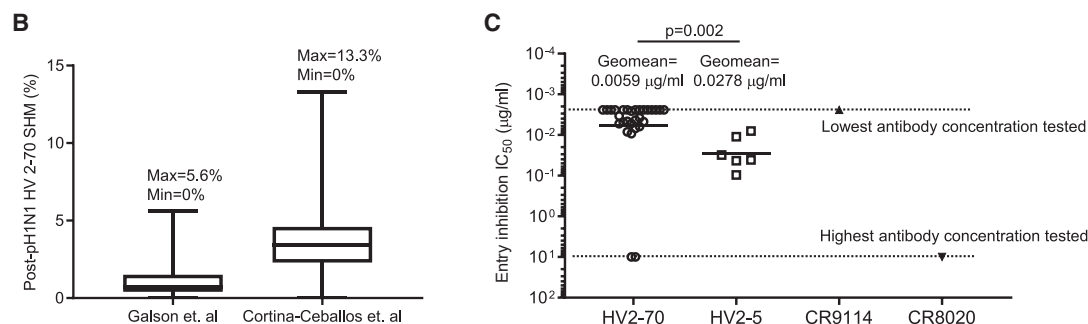 B
Post-pH1N1 HV 2-70 SHM (%)
15
10
5
0
Max=5.6%
Min=0%
Max=13.3%
Min=0%
Galson et. al
Cortina-Ceballos et. al
C
Entry inhibition IC50 (µg/ml)
10-4
10-3
10-2
10-1
100
101
102
p=0.002
Geomean=
0.0059 µg/ml
Geomean=
0.0278 µg/ml
Lowest antibody concentration tested
Highest antibody concentration tested
HV2-70
HV2-5
CR9114
CR8020